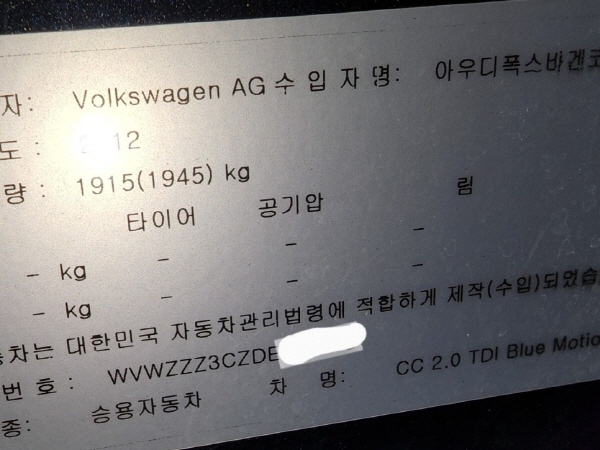 자: Volkswagen AG 수 입 자 명: 아우디폭스바겐코
도 : 2012
량 : 1915(1945) kg
타이어 공기압 림
– kg – – –
– kg – – –
동차는 대한민국 자동차관리법령에 적합하게 제작(수입)되었습
번 호 : WVWZZZ3CZDE
종: 승용자동차 차 명: CC 2.0 TDI Blue Motio